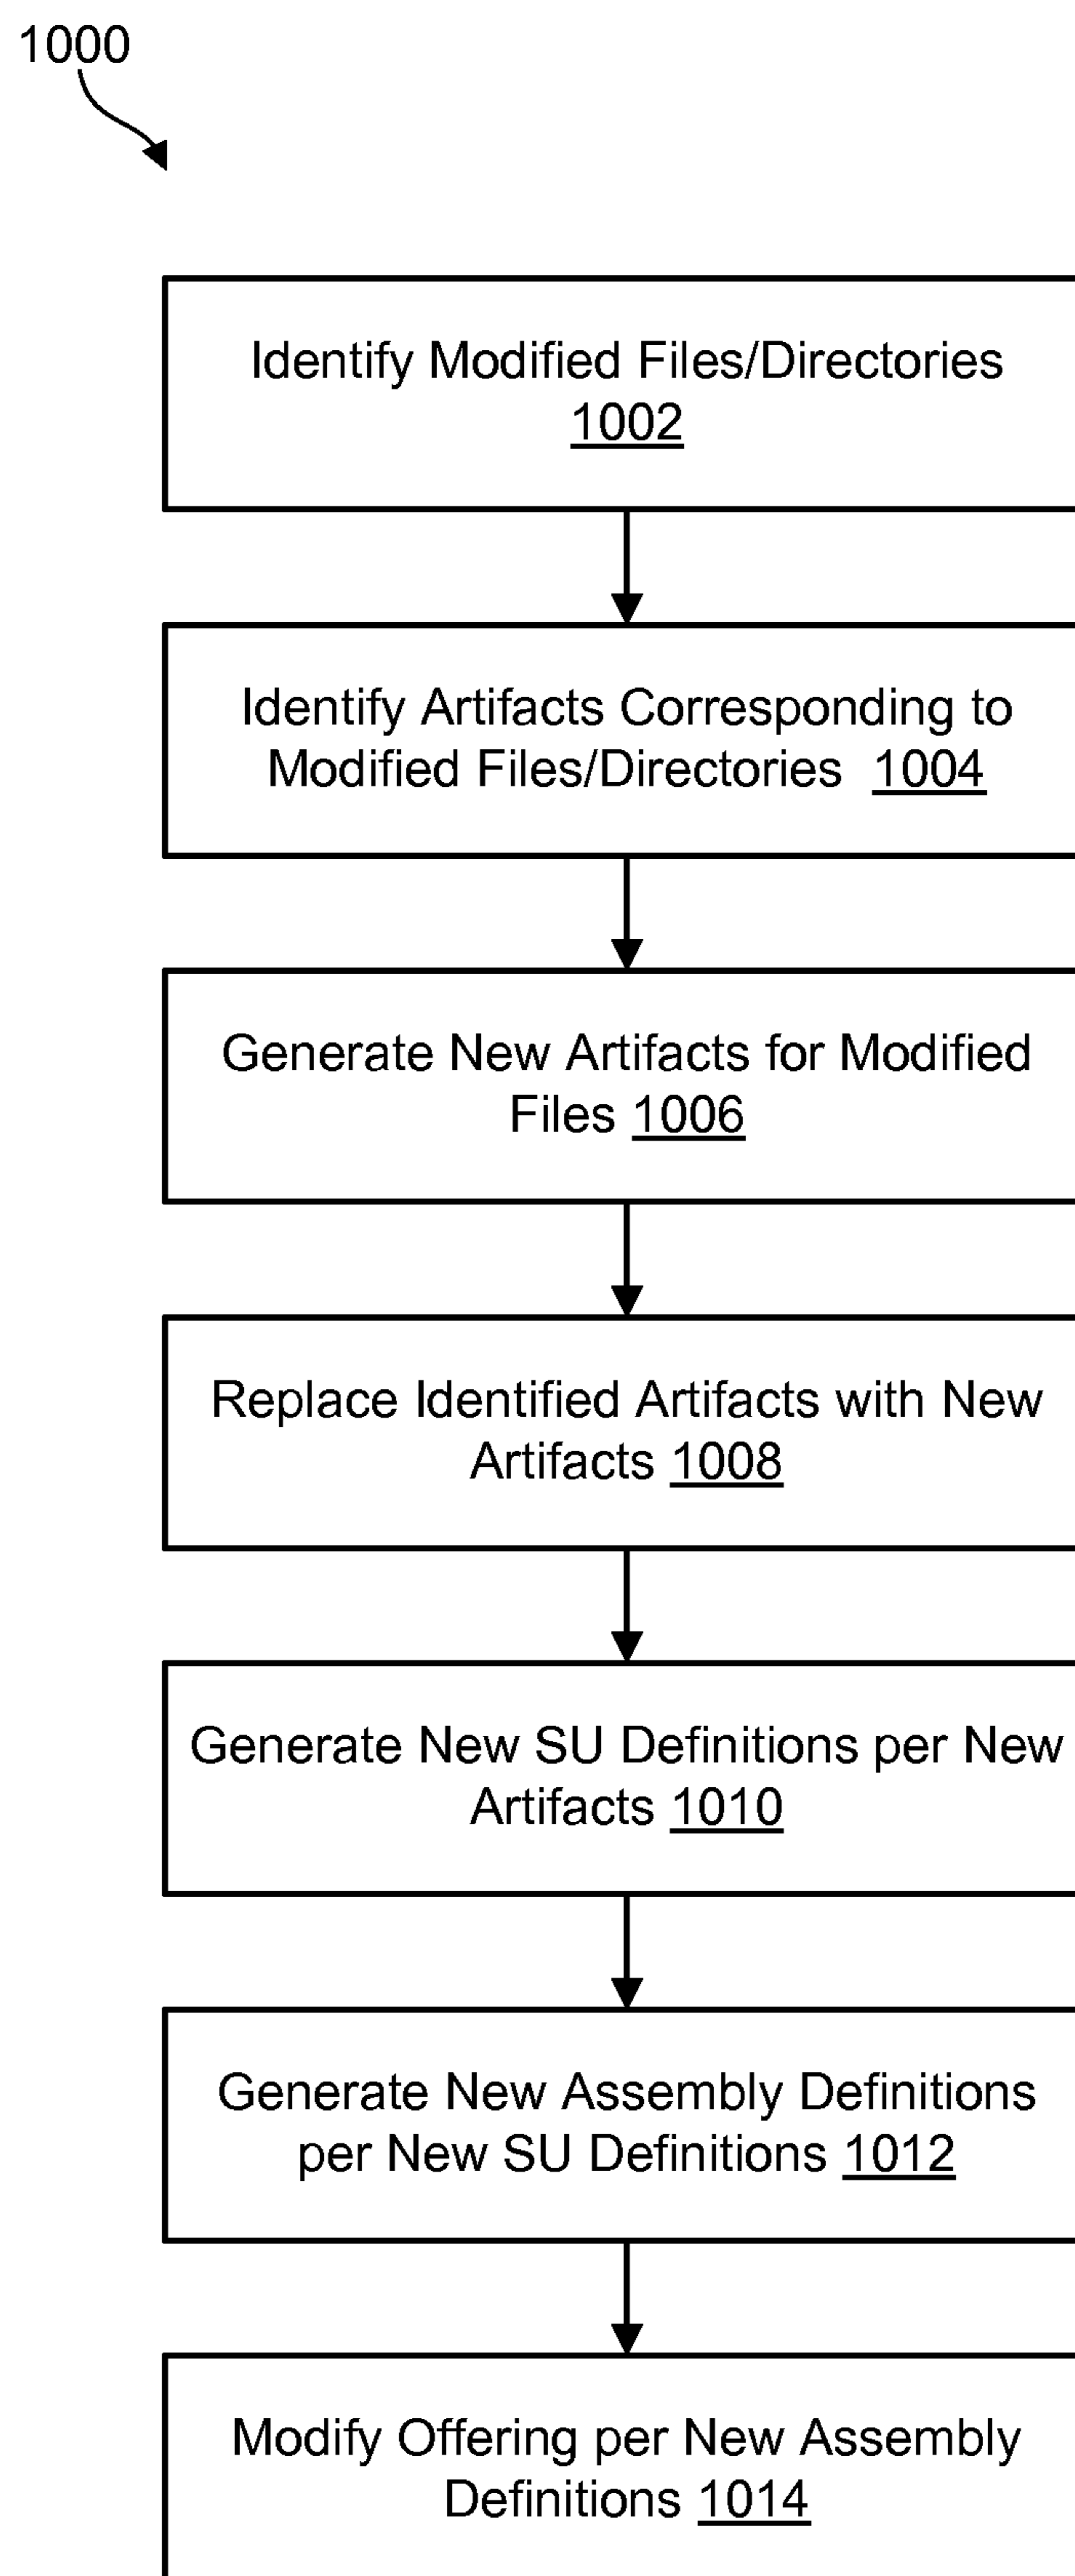 1000
Identify Modified Files/Directories
1002
Identify Artifacts Corresponding to
Modified Files/Directories 1004
Generate New Artifacts for Modified
Files 1006
Replace Identified Artifacts with New
Artifacts 1008
Generate New SU Definitions per New
Artifacts 1010
Generate New Assembly Definitions
per New SU Definitions 1012
Modify Offering per New Assembly
Definitions 1014